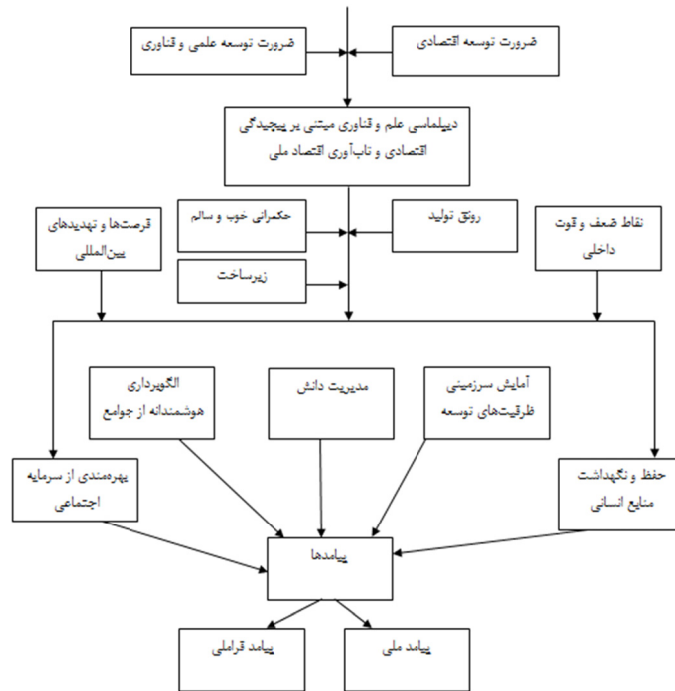 ضرورت توسعه اقتصادی
ضرورت توسعه علمی و فناوری
دیپلماسی علم و فناوری مبتنی بر پیچیدگی
اقتصادی و تاب‌آوری اقتصاد ملی
رونق تولید
حکمرانی خوب و سالم
نقاط ضعف و قوت
داخلی
فرصت‌ها و تهدیدهای
بین‌المللی
زیرساخت
آمایش سرزمینی
ظرفیت‌های توسعه
مدیریت دانش
الگوبرداری
هوشمندانه از جوامع
حفظ و نگهداشت
منابع انسانی
بهره‌مندی از سرمایه
اجتماعی
پیامدها
پیامد ملی
پیامد فراملی